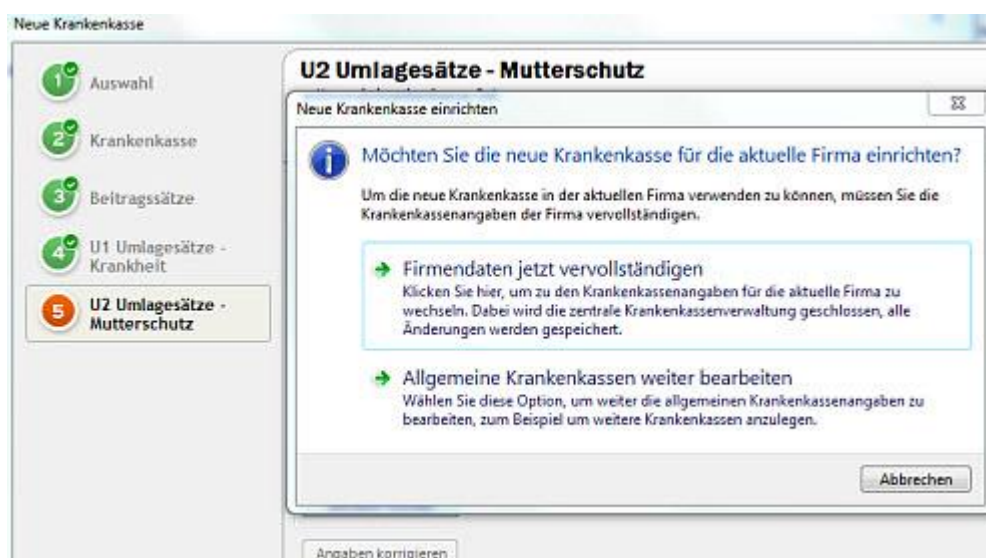 Neue Krankenkasse
1 Auswahl
2 Krankenkasse
3 Beitragssätze
4 U1 Umlagesätze -
Krankheit
5 U2 Umlagesätze -
Mutterschutz
U2 Umlagesätze - Mutterschutz
Neue Krankenkasse einrichten
Möchten Sie die neue Krankenkasse für die aktuelle Firma einrichten?
Um die neue Krankenkasse in der aktuellen Firma verwenden zu können, müssen Sie die
Krankenkassenangaben der Firma vervollständigen.
Firmendaten jetzt vervollständigen
Klicken Sie hier, um zu den Krankenkassenangaben für die aktuelle Firma zu
wechseln. Dabei wird die zentrale Krankenkassenverwaltung geschlossen, alle
Änderungen werden gespeichert.
Allgemeine Krankenkassen weiter bearbeiten
Wählen Sie diese Option, um weiter die allgemeinen Krankenkassenangaben zu
bearbeiten, zum Beispiel um weitere Krankenkassen anzulegen.
Abbrechen
Angaben korrigieren